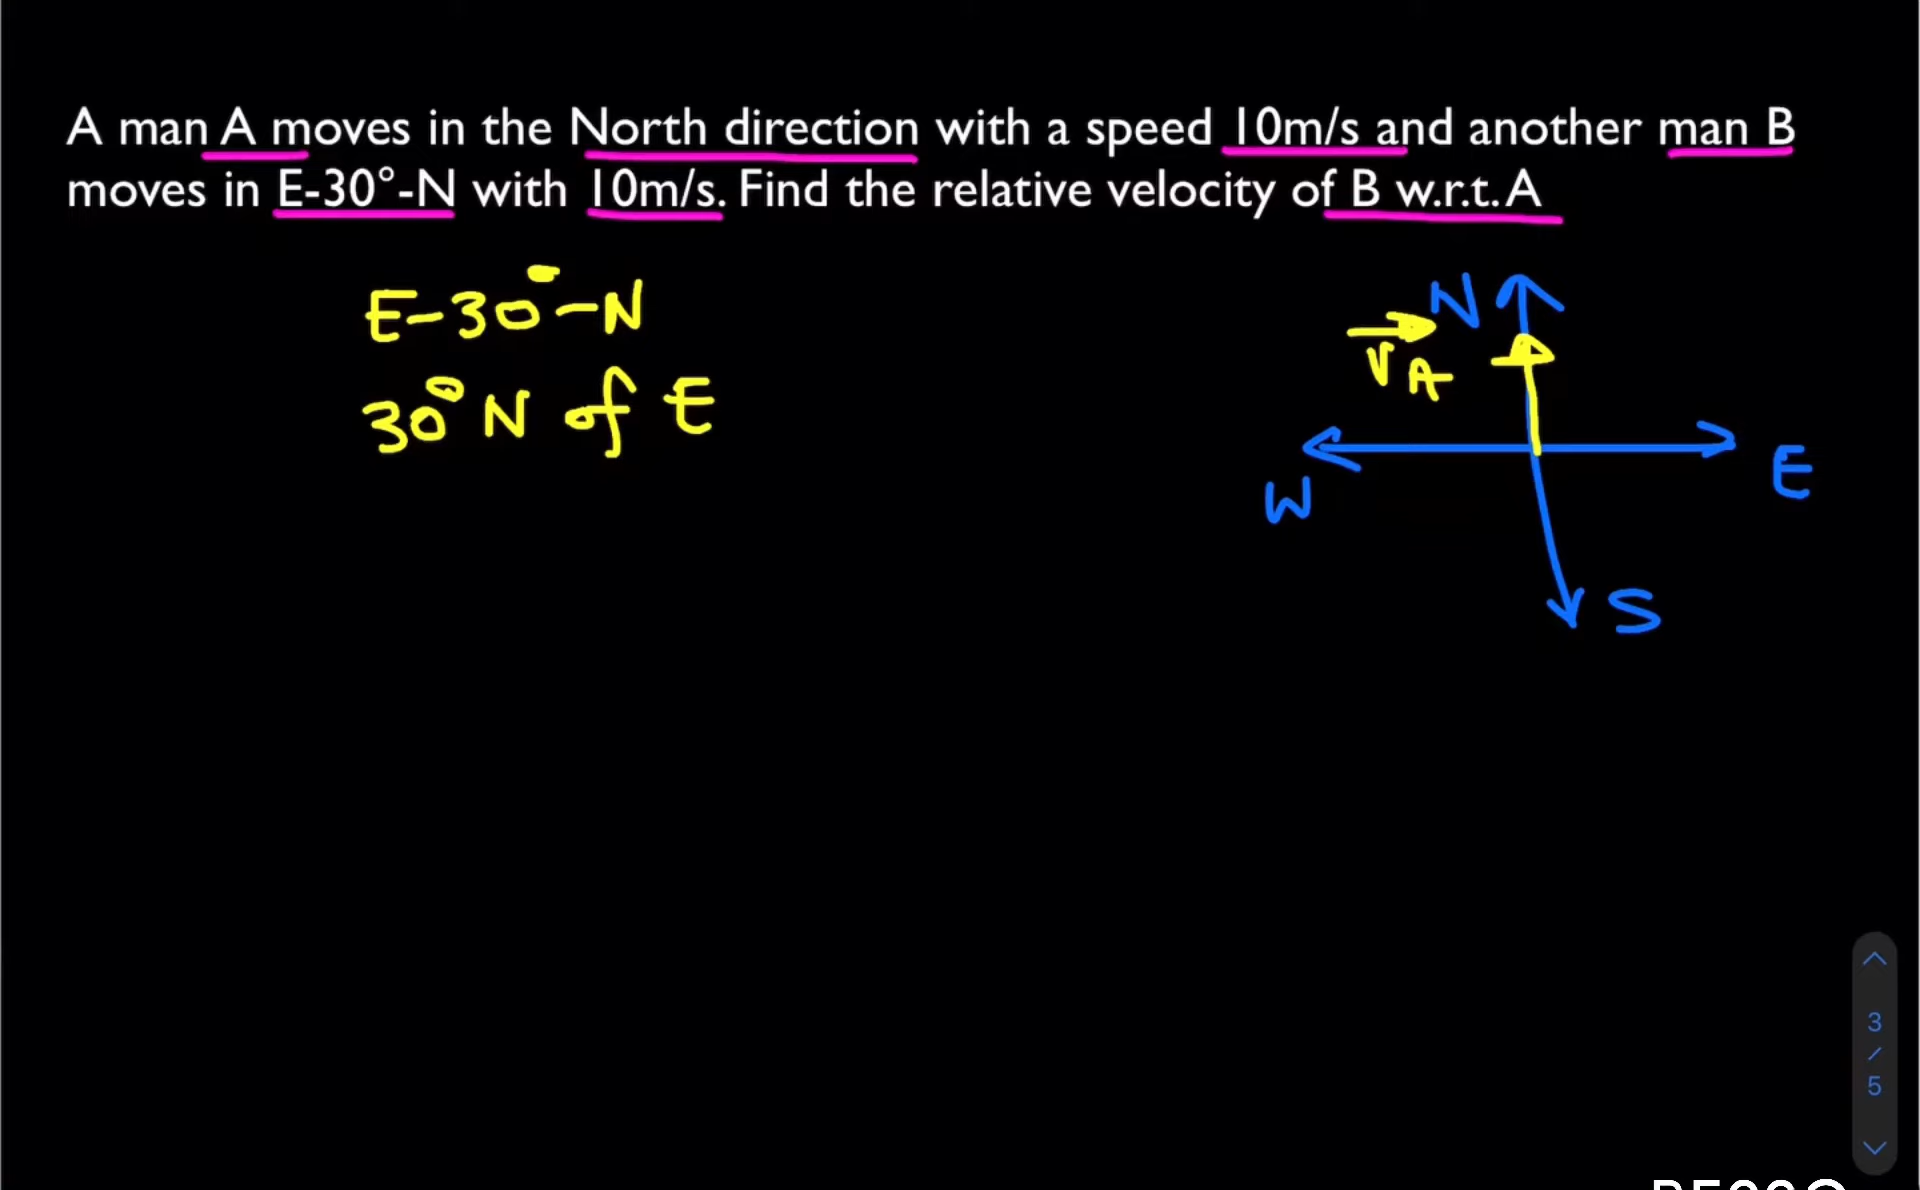 A man A moves in the North direction with a speed 10m/s and another man B
moves in E-30°-N with 10m/s. Find the relative velocity of B w.r.t. A
E-30°-N
30° N of E
N
V A
E
W
S
3
/
5